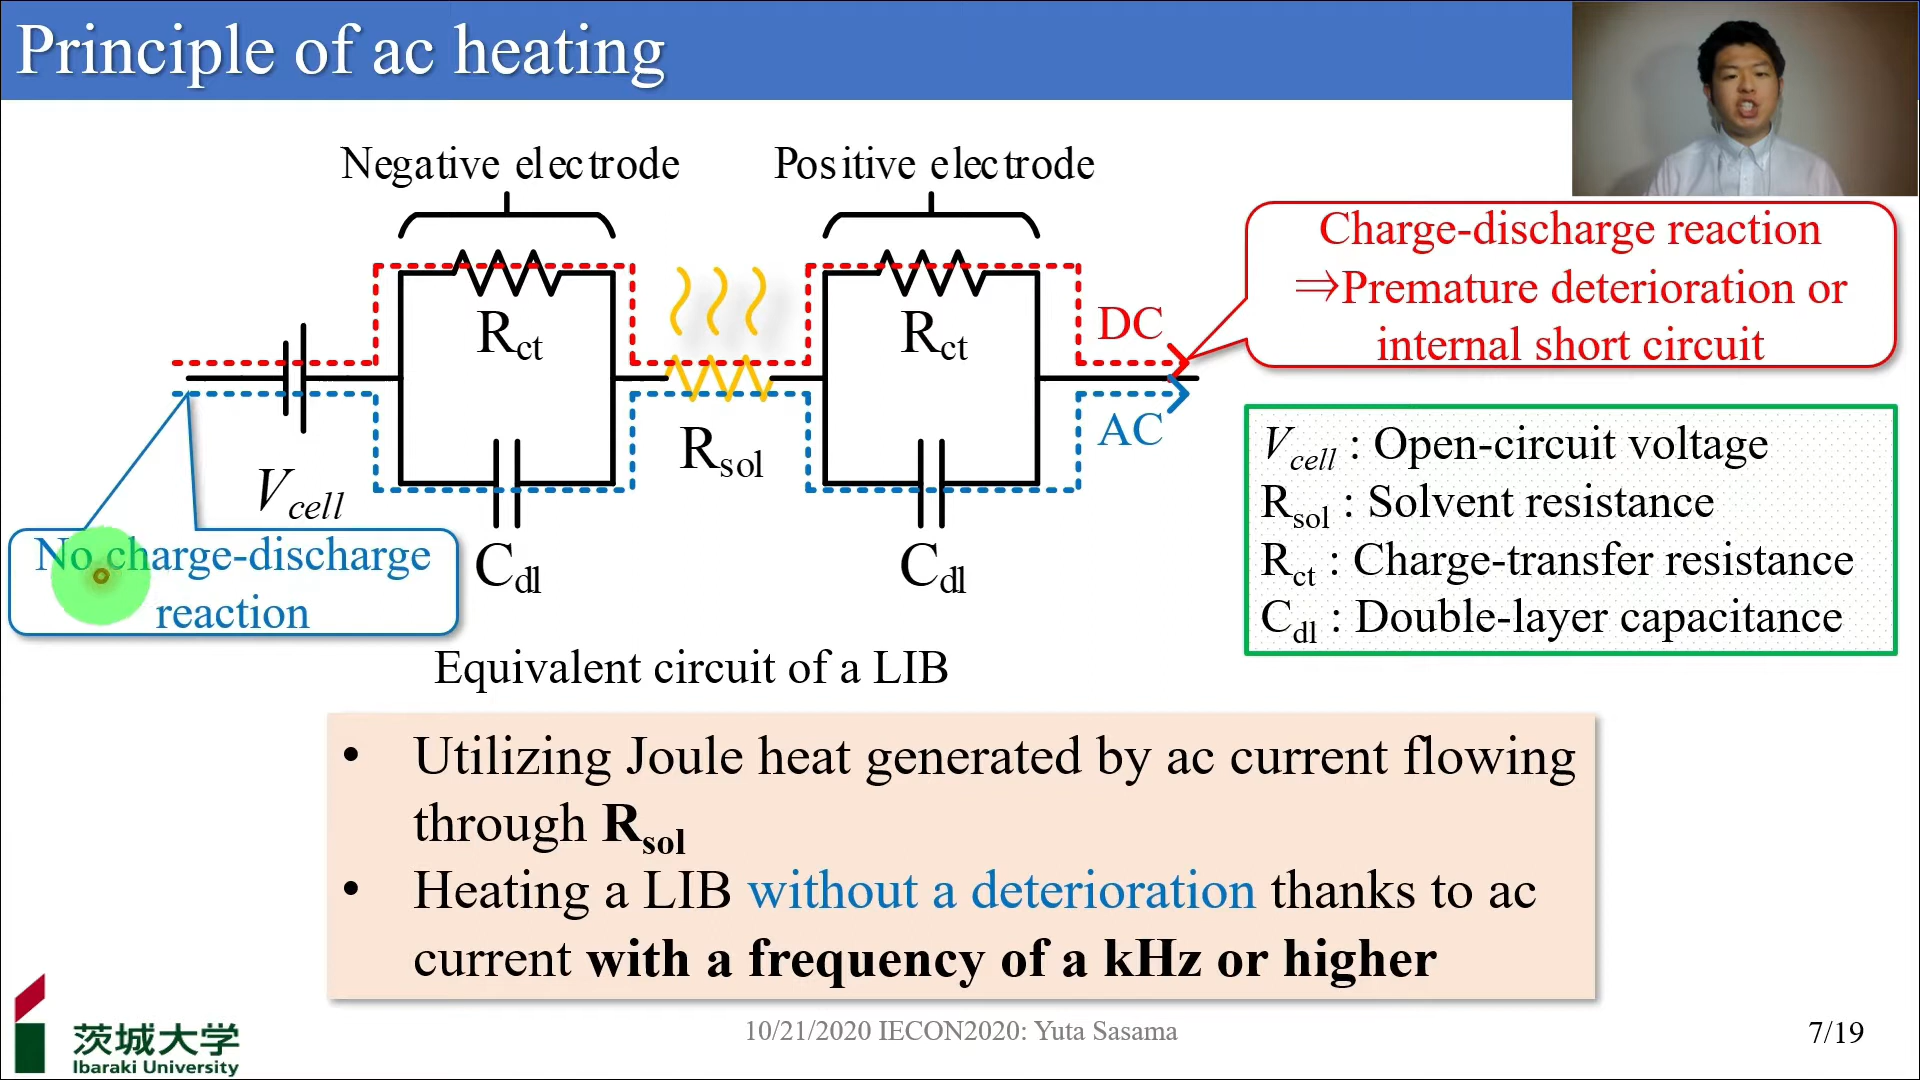 Principle of ac heating
Negative electrode
Positive electrode
Charge-discharge reaction
⇒Premature deterioration or
internal short circuit
R_ct
R_ct
DC
AC
R_sol
V_cell
C_dl
C_dl
No charge-discharge
reaction
V_cell : Open-circuit voltage
R_sol : Solvent resistance
R_ct : Charge-transfer resistance
C_dl : Double-layer capacitance
Equivalent circuit of a LIB
• Utilizing Joule heat generated by ac current flowing
through R_sol
• Heating a LIB without a deterioration thanks to ac
current with a frequency of a kHz or higher
茨城大学
Ibaraki University
10/21/2020 IECON2020: Yuta Sasama
7/19